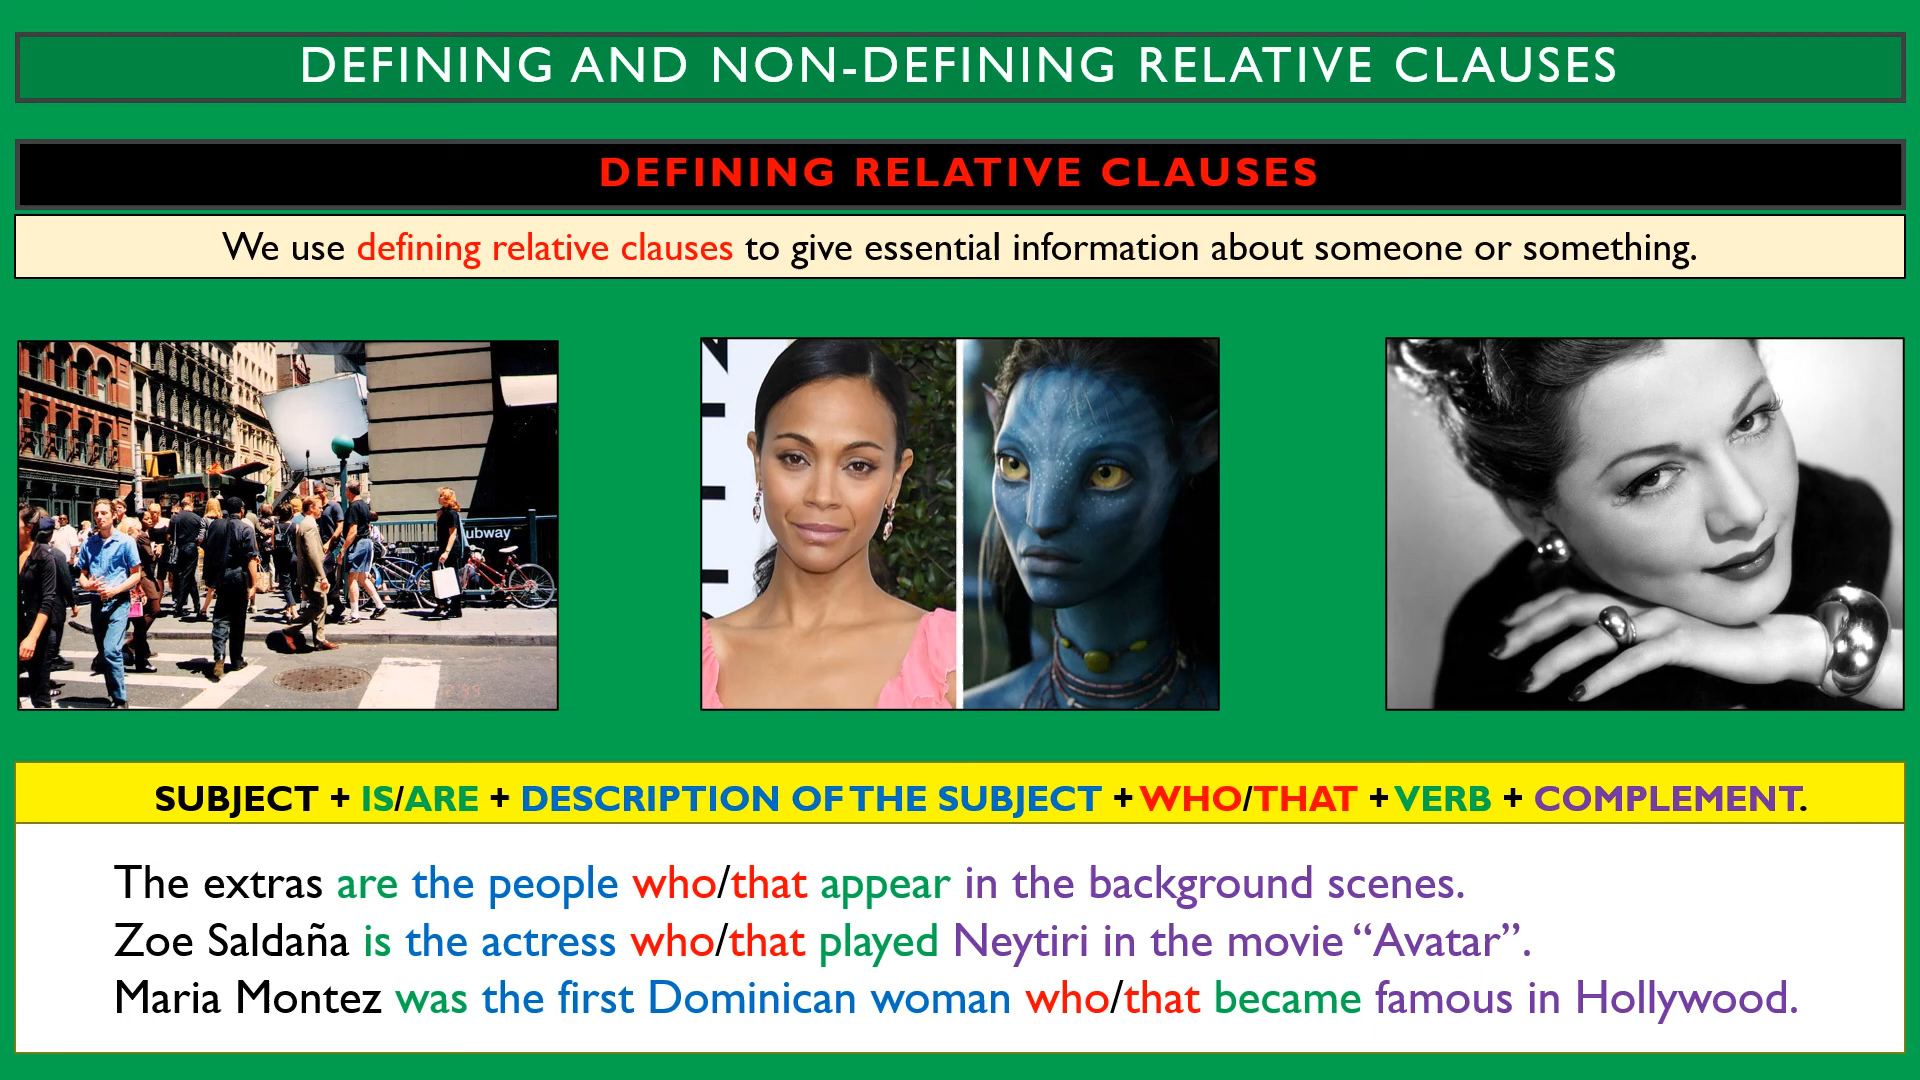 DEFINING AND NON-DEFINING RELATIVE CLAUSES
DEFINING RELATIVE CLAUSES
We use defining relative clauses to give essential information about someone or something.
ubway
SUBJECT + IS/ARE + DESCRIPTION OF THE SUBJECT + WHO/THAT + VERB + COMPLEMENT.
The extras are the people who/that appear in the background scenes.
Zoe Saldaña is the actress who/that played Neytiri in the movie “Avatar”.
Maria Montez was the first Dominican woman who/that became famous in Hollywood.